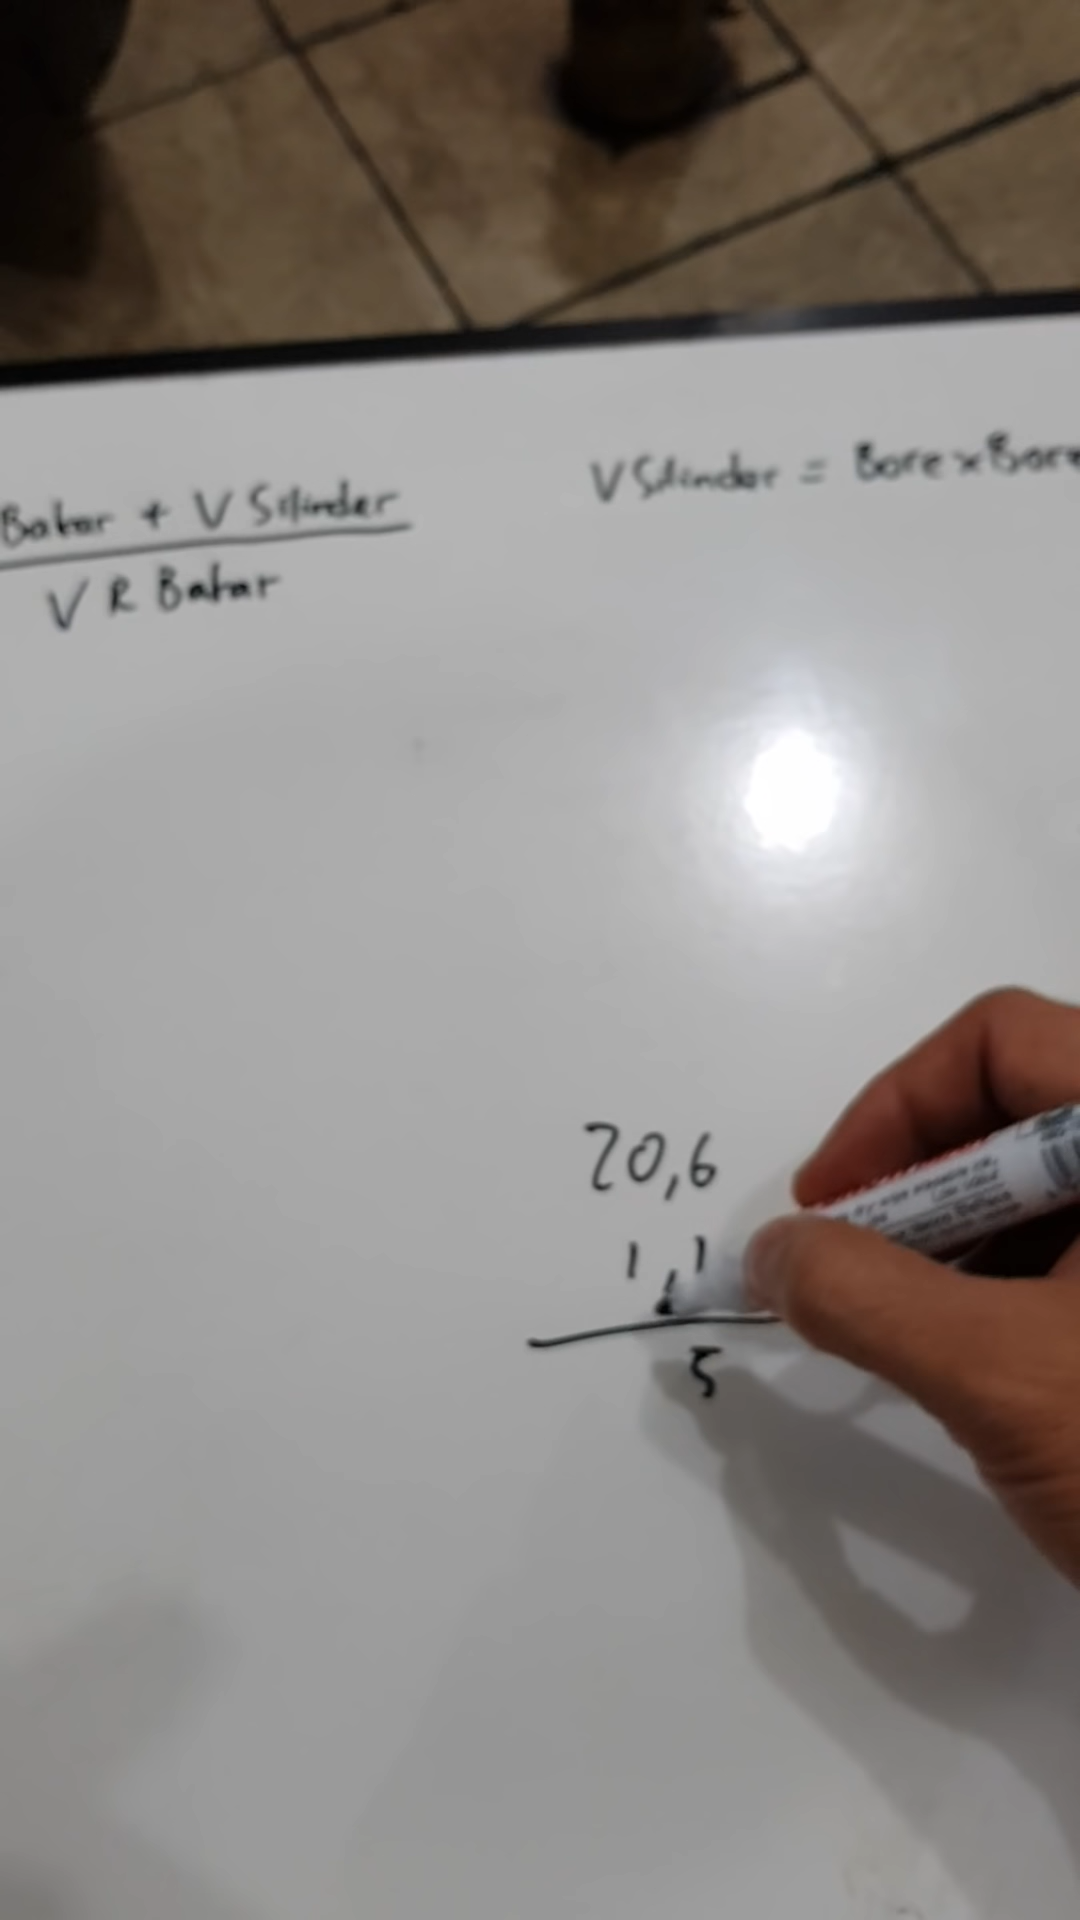 Bakar + V Silinder
V R Bakar
V Silinder = Bore x Bore
20,6
1,1
5